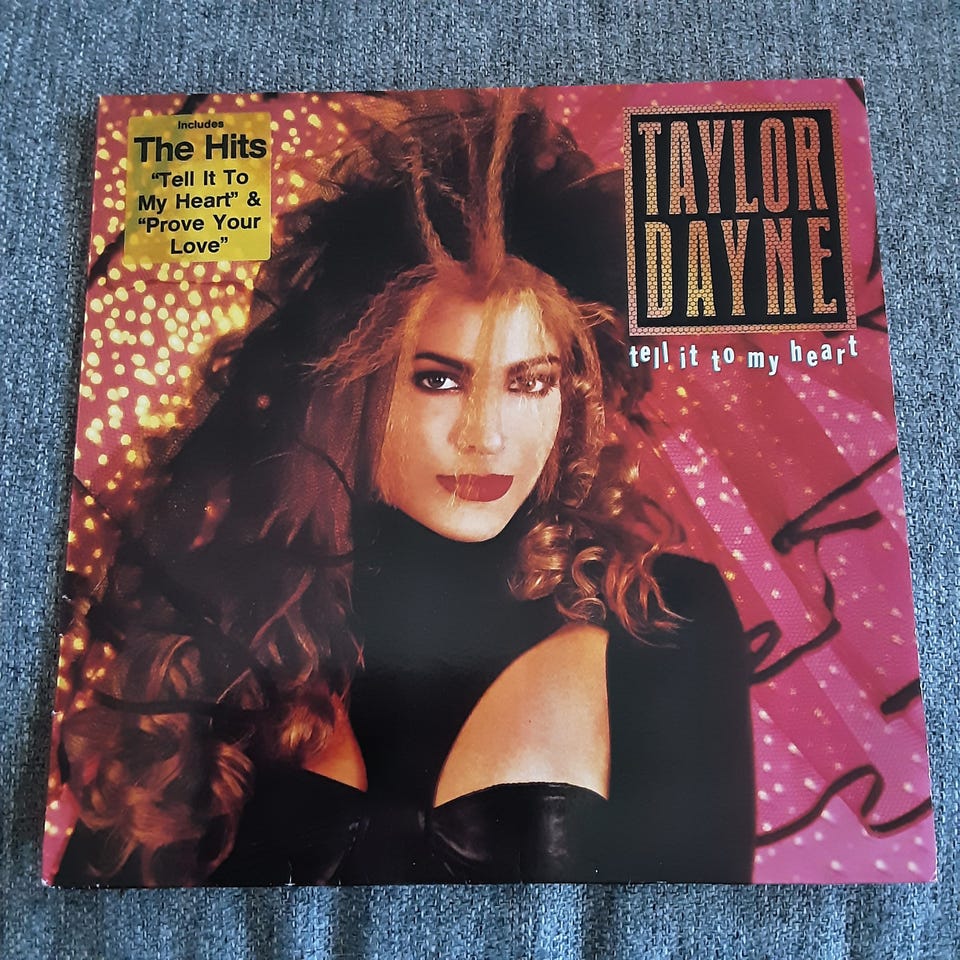 Includes
The Hits
"Tell It To
My Heart" &
"Prove Your
Love"
TAYLOR
DAYNE
tell it to my heart